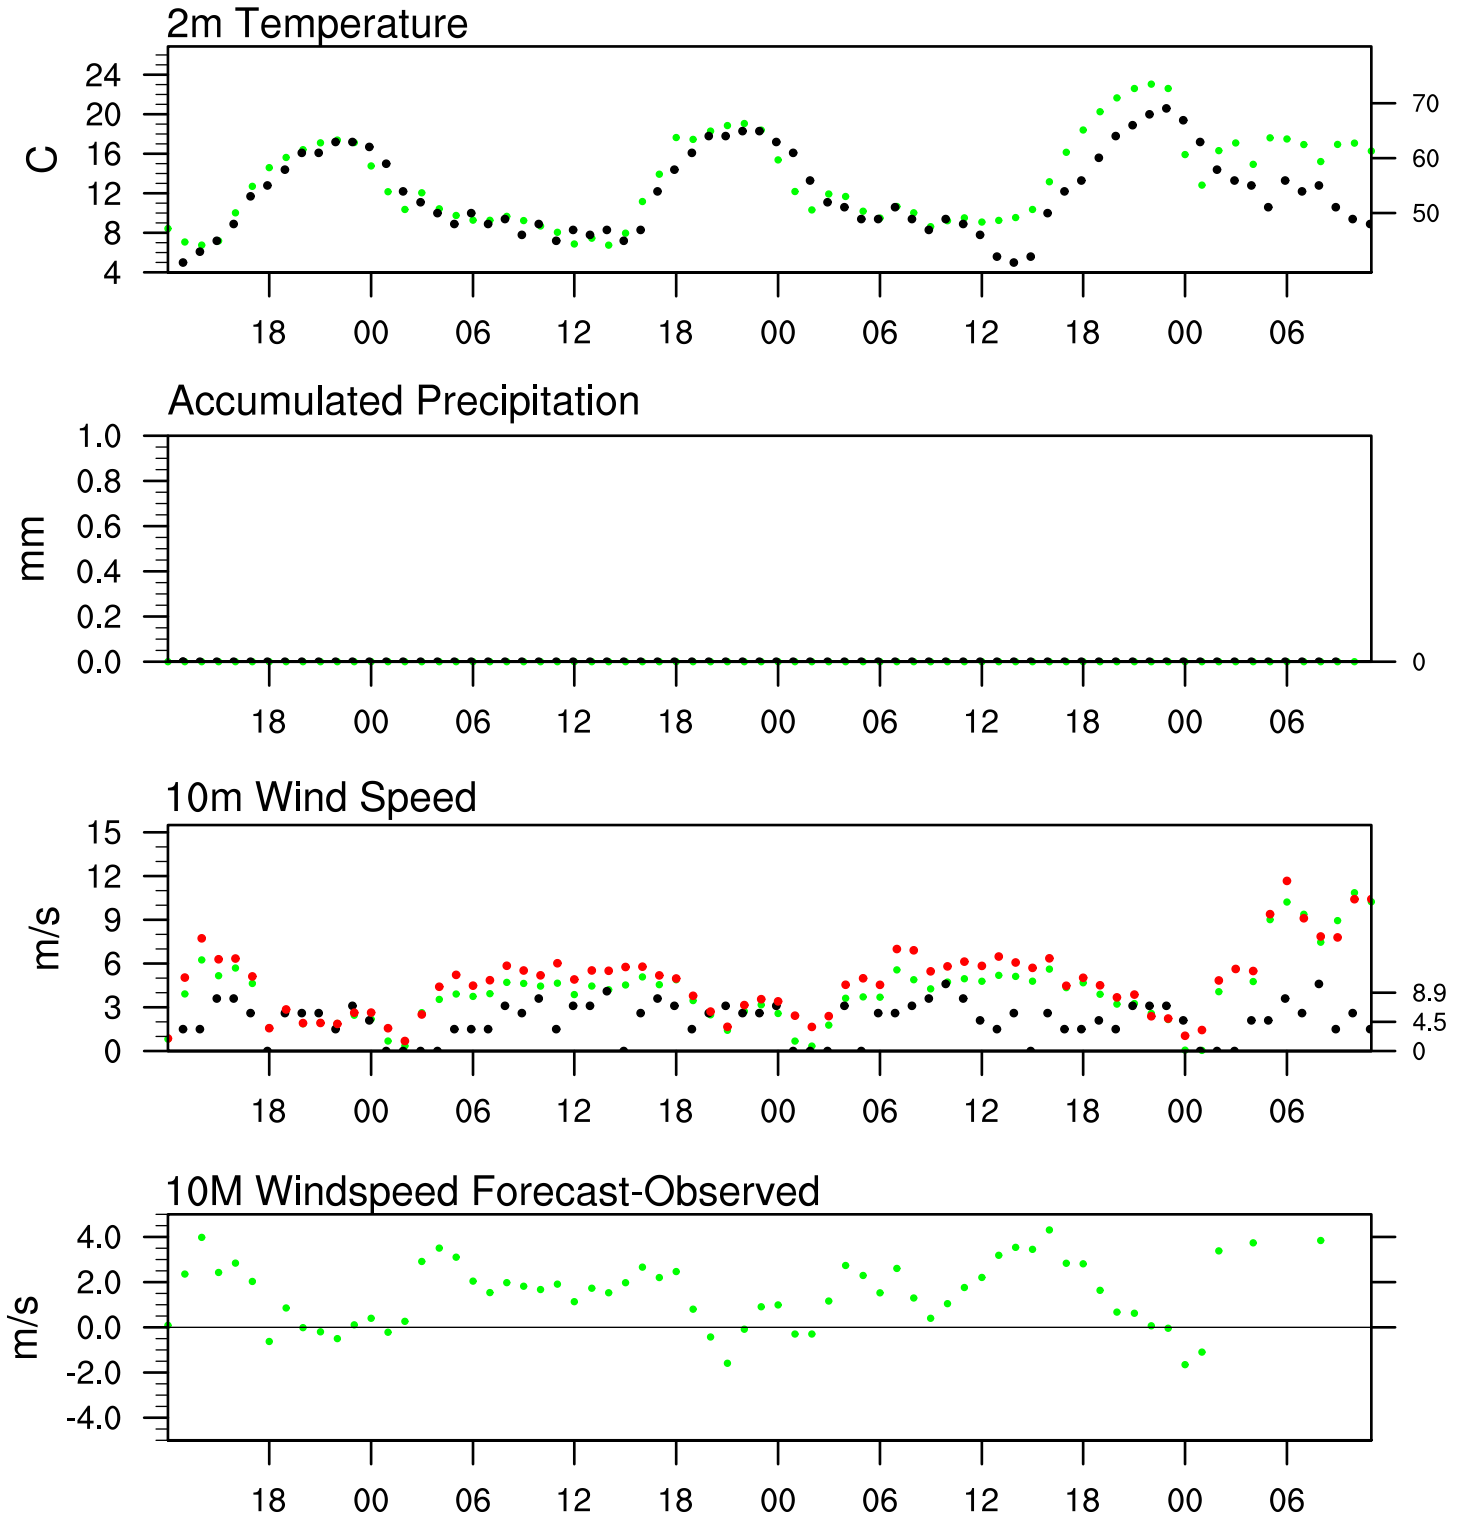 2m Temperature
24
20
16
12
8
4
C
70
60
50
18 00 06 12 18 00 06 12 18 00 06
Accumulated Precipitation
1.0
0.8
0.6
0.4
0.2
0.0
mm
0
18 00 06 12 18 00 06 12 18 00 06
10m Wind Speed
15
12
9
6
3
0
m/s
8.9
4.5
0
18 00 06 12 18 00 06 12 18 00 06
10M Windspeed Forecast-Observed
4.0
2.0
0.0
-2.0
-4.0
m/s
18 00 06 12 18 00 06 12 18 00 06